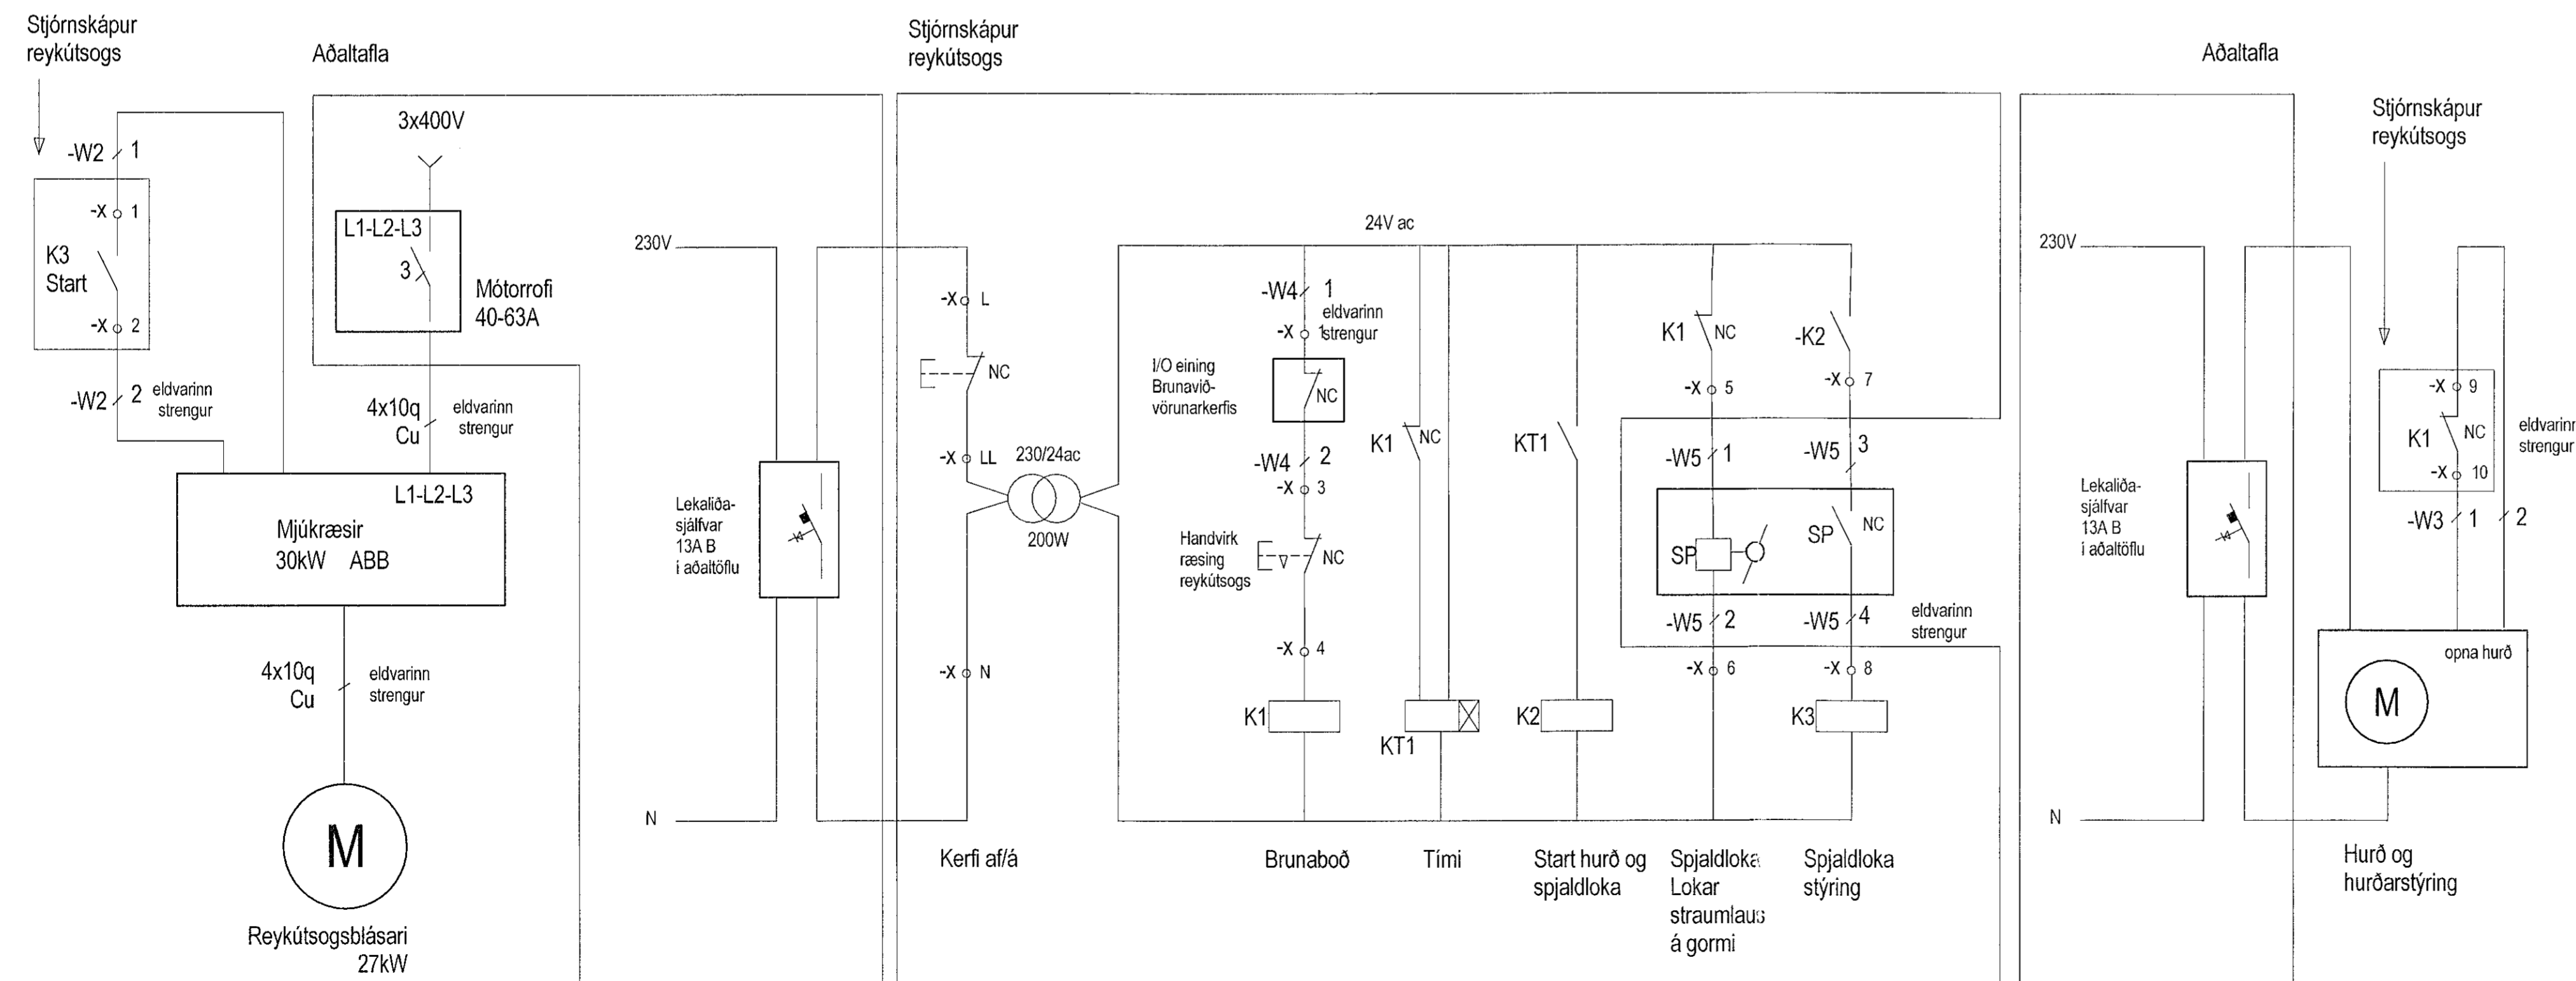 Stjórnskápur
reykútsogs
Aðaltafla
-W2 1
-X 1
K3
Start
-X 2
-W2 2
eldvarinn
strengur
3x400V
L1-L2-L3
3
Mótorrofi
40-63A
4x10q
Cu
eldvarinn
strengur
L1-L2-L3
Mjúkræsir
30kW ABB
4x10q
Cu
eldvarinn
strengur
M
Reykútsogsblásari
27kW
230V
Lekaliða-
sjálfvar
13A B
í aðaltöflu
N
Stjórnskápur
reykútsogs
-X L
NC
-X LL
230/24ac
200W
-X N
Kerfi af/á
24V ac
-W4 1
eldvarinn
strengur
-X 1
I/O eining
Brunavið-
vörunarkerfis
NC
-W4 2
-X 3
Handvirk
ræsing
reykútsogs
NC
-X 4
K1
Brunaboð
K1 NC
KT1
Tími
KT1
K2
Start hurð og
spjaldloka
K1 NC
-X 5
-W5 1
SP
-W5 2
-X 6
Spjaldloka
Lokar
straumlaus
á gormi
-K2
-X 7
-W5 3
SP NC
-W5 4
eldvarinn
strengur
-X 8
K3
Spjaldloka
stýring
Aðaltafla
230V
Lekaliða-
sjálfvar
13A B
í aðaltöflu
N
Stjórnskápur
reykútsogs
-X 9
K1 NC
-X 10
eldvarinn
strengur
-W3 1 2
opna hurð
M
Hurð og
hurðarstýring